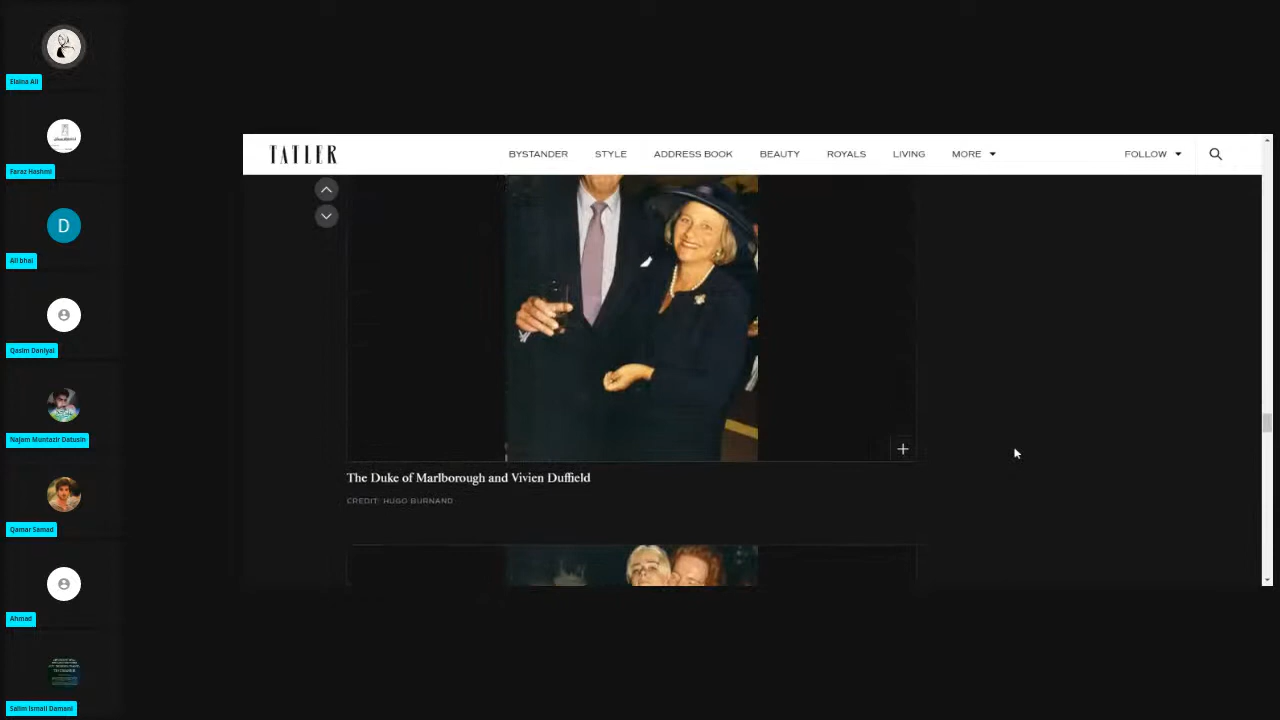 Elaina Ali
Faraz Hashmi
D
Ali bhai
Qasim Daniyal
Najam Muntazir Datusin
Qamar Samad
Ahmad
Salim Ismail Damani
TATLER
BYSTANDER STYLE ADDRESS BOOK BEAUTY ROYALS LIVING MORE FOLLOW
The Duke of Marlborough and Vivien Duffield
CREDIT: HUGO BURNAND